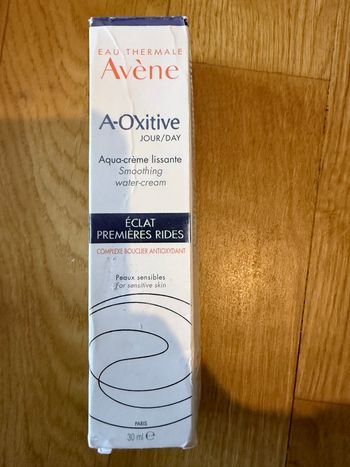 EAU THERMALE
Avène
A-Oxitive
JOUR/DAY
Aqua-crème lissante
Smoothing
water-cream
ÉCLAT
PREMIÈRES RIDES
COMPLEXE BOUCLIER ANTIOXYDANT
Peaux sensibles
For sensitive skin
PARIS
30 ml ℮